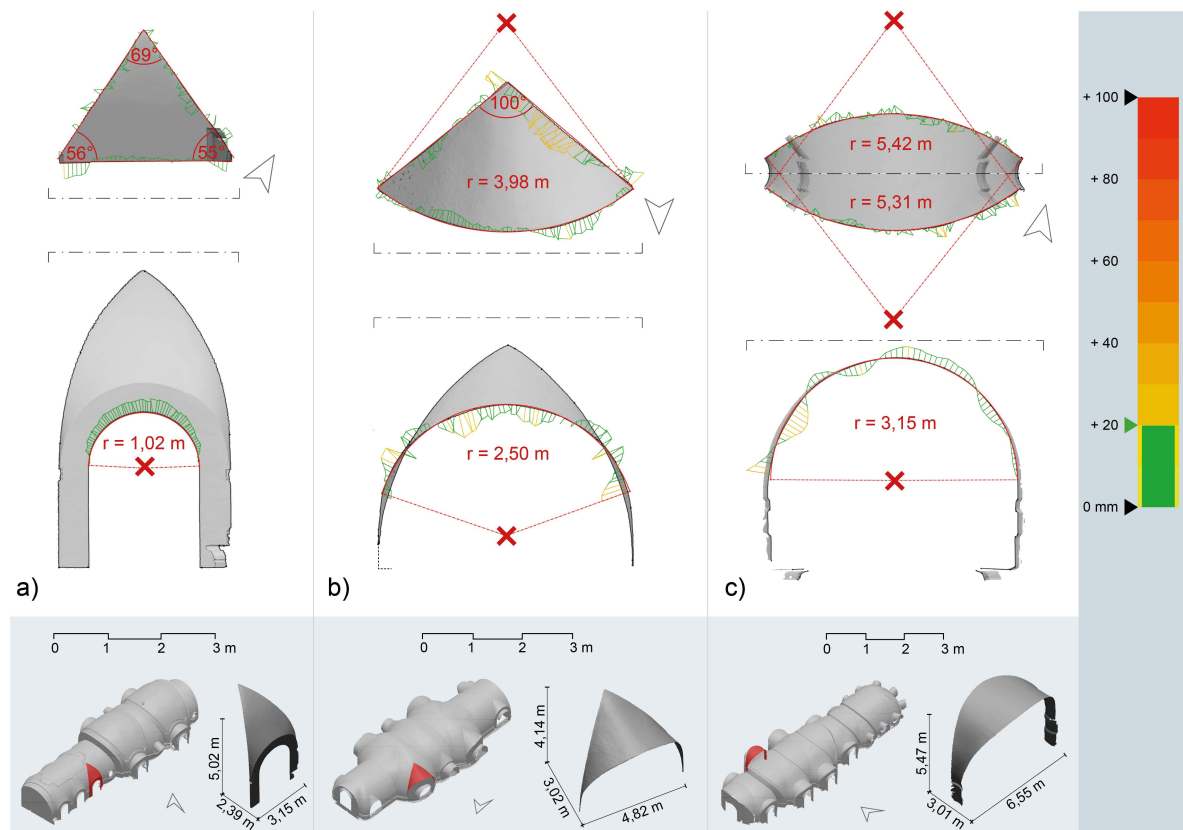 69°
56°
55°
r = 1,02 m
a)
100°
r = 3,98 m
r = 2,50 m
b)
r = 5,42 m
r = 5,31 m
r = 3,15 m
c)
+ 100
+ 80
+ 60
+ 40
+ 20
0 mm
0 1 2 3 m
5,02 m
2,39 m
3,15 m
0 1 2 3 m
4,14 m
3,02 m
4,82 m
0 1 2 3 m
5,47 m
3,01 m
6,55 m